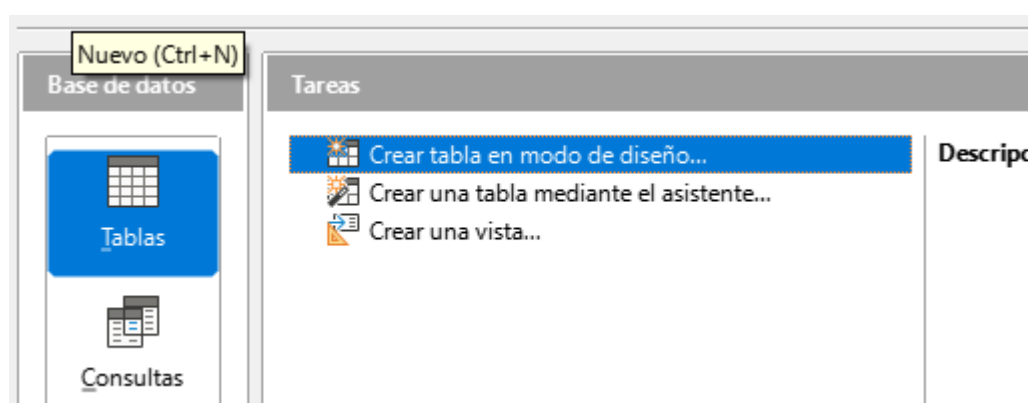 Nuevo (Ctrl+N)
Base de datos
Tareas
Tablas
Consultas
Crear tabla en modo de diseño...
Crear una tabla mediante el asistente...
Crear una vista...